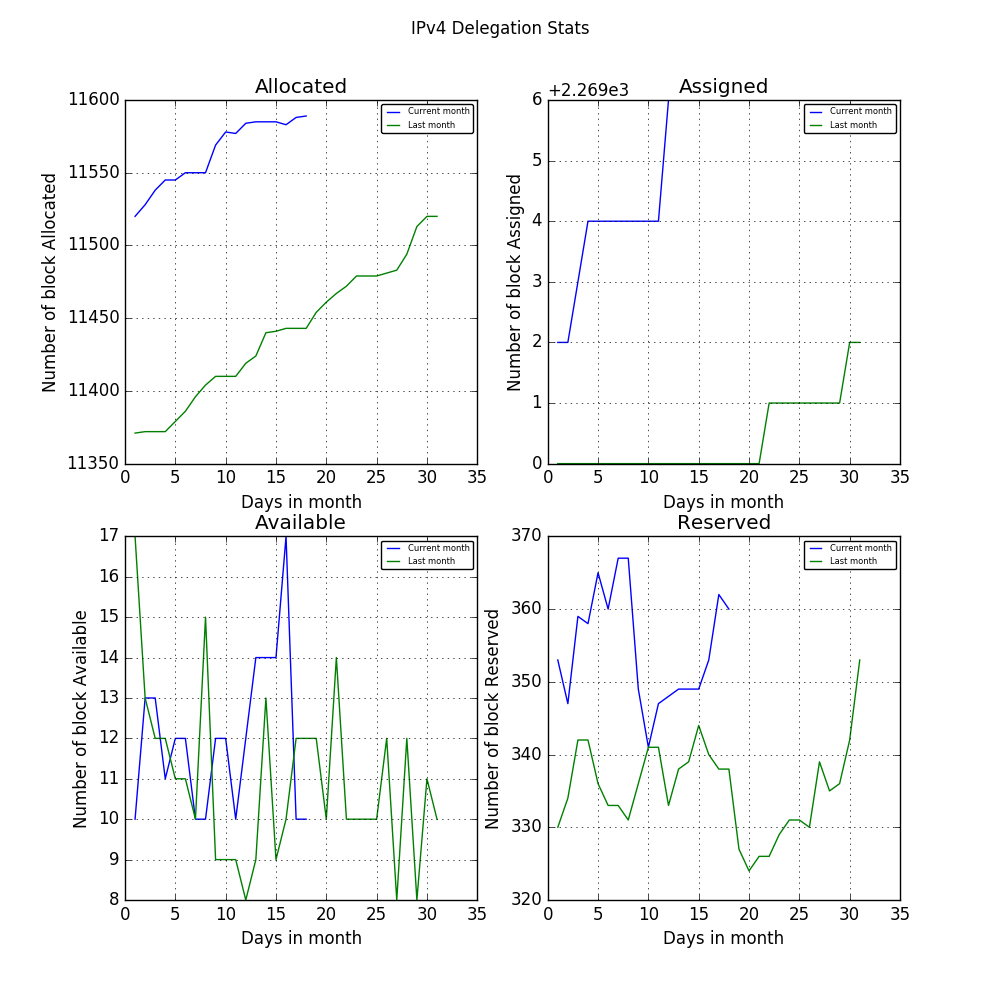 IPv4 Delegation Stats
Allocated
Number of block Allocated
11600
11550
11500
11450
11400
11350
0 5 10 15 20 25 30 35
Days in month
Current month
Last month
Assigned
+2.269e3
Number of block Assigned
6
5
4
3
2
1
0
0 5 10 15 20 25 30 35
Days in month
Current month
Last month
Available
Number of block Available
17
16
15
14
13
12
11
10
9
8
0 5 10 15 20 25 30 35
Days in month
Current month
Last month
Reserved
Number of block Reserved
370
360
350
340
330
320
0 5 10 15 20 25 30 35
Days in month
Current month
Last month